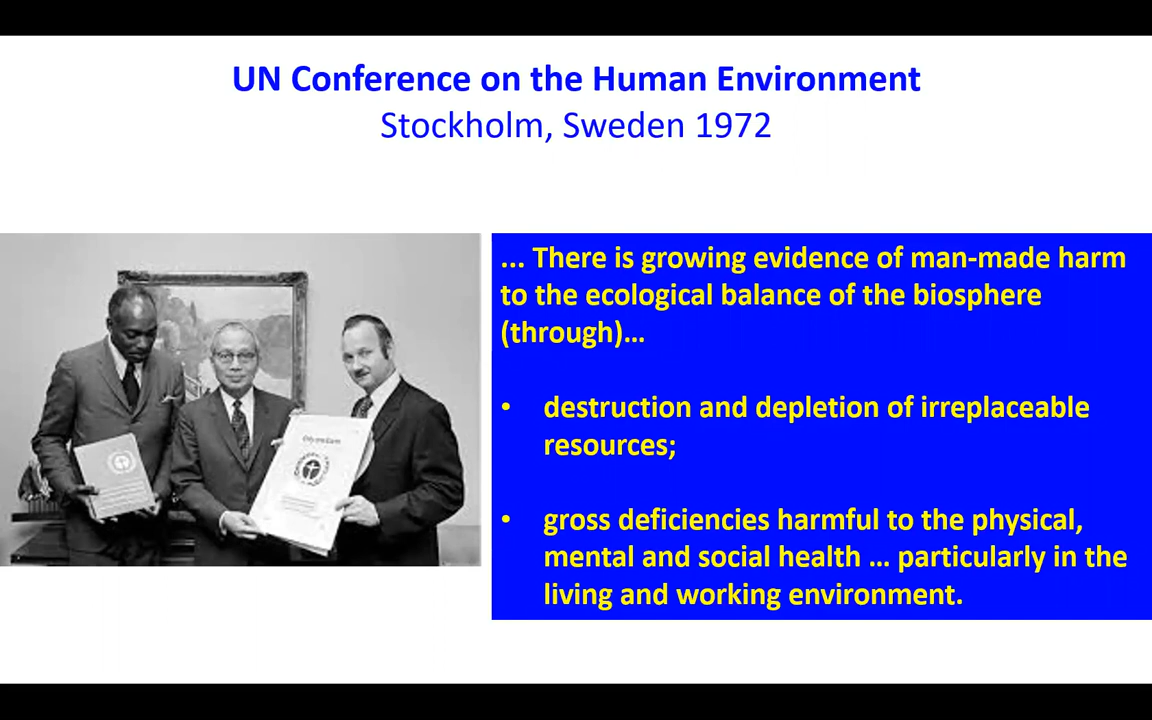 UN Conference on the Human Environment
Stockholm, Sweden 1972
... There is growing evidence of man-made harm
to the ecological balance of the biosphere
(through)...
• destruction and depletion of irreplaceable
resources;
• gross deficiencies harmful to the physical,
mental and social health ... particularly in the
living and working environment.